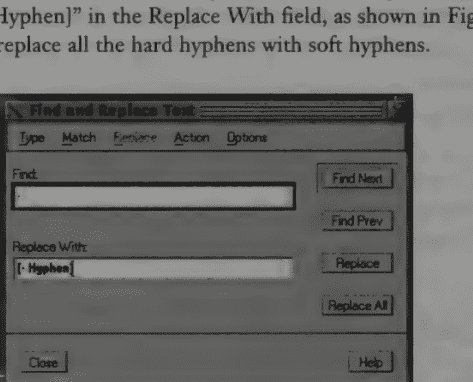 Hyphen]” in the Replace With field, as shown in Fig
replace all the hard hyphens with soft hyphens.
Find and Replace Text
Type Match Replace Action Options
Find:
Find Next
-
Find Prev
Replace With:
[- Hyphen]
Replace
Replace All
Close Help